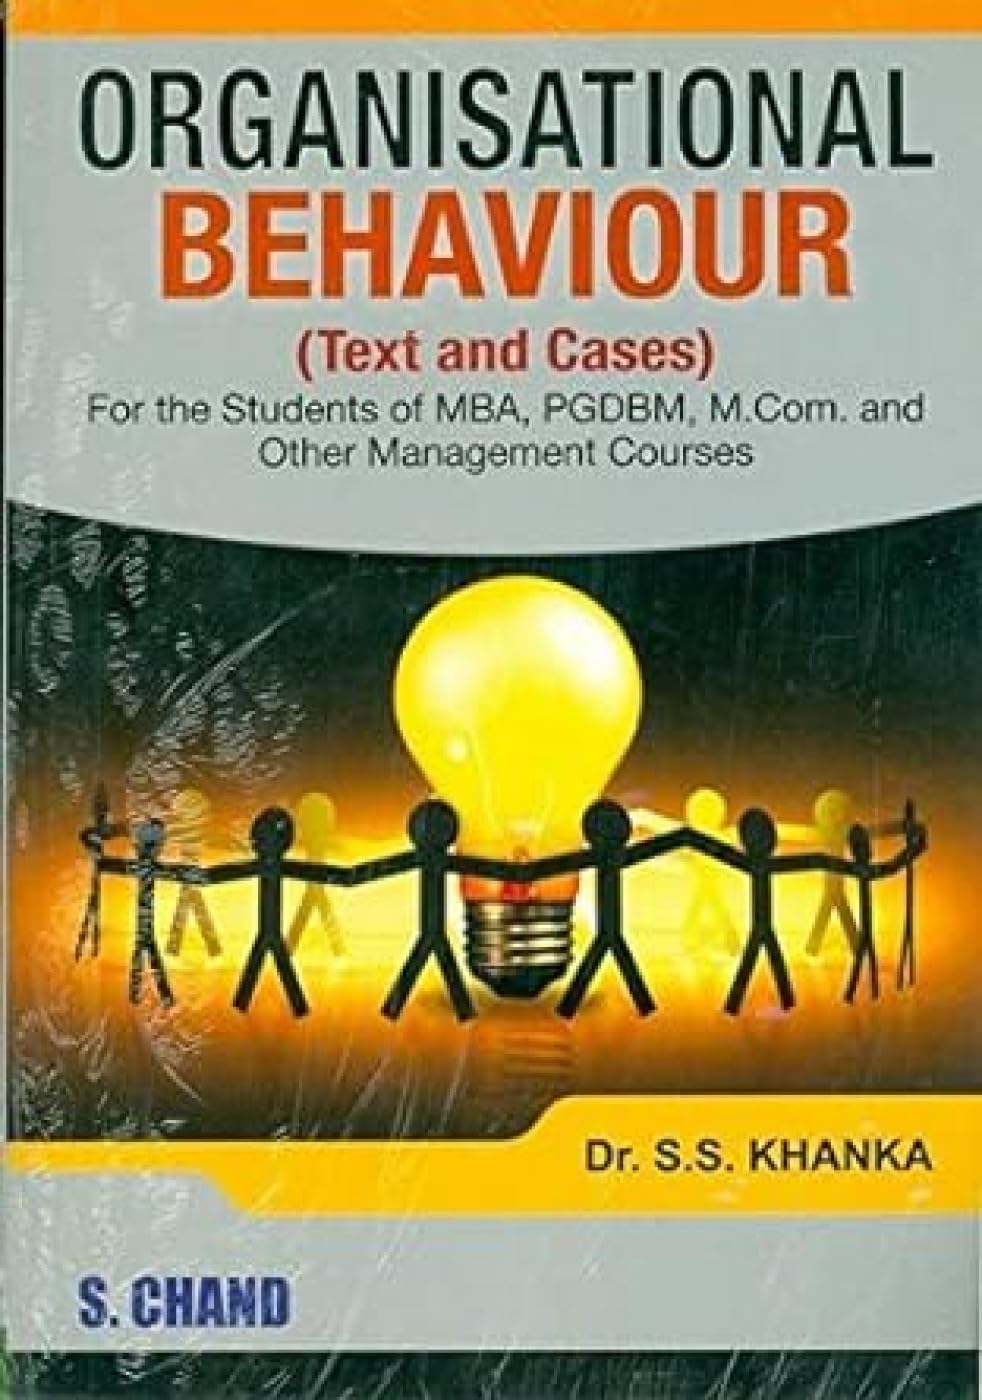 ORGANISATIONAL
BEHAVIOUR
(Text and Cases)
For the Students of MBA, PGDBM, M.Com. and
Other Management Courses
Dr. S.S. KHANKA
S. CHAND